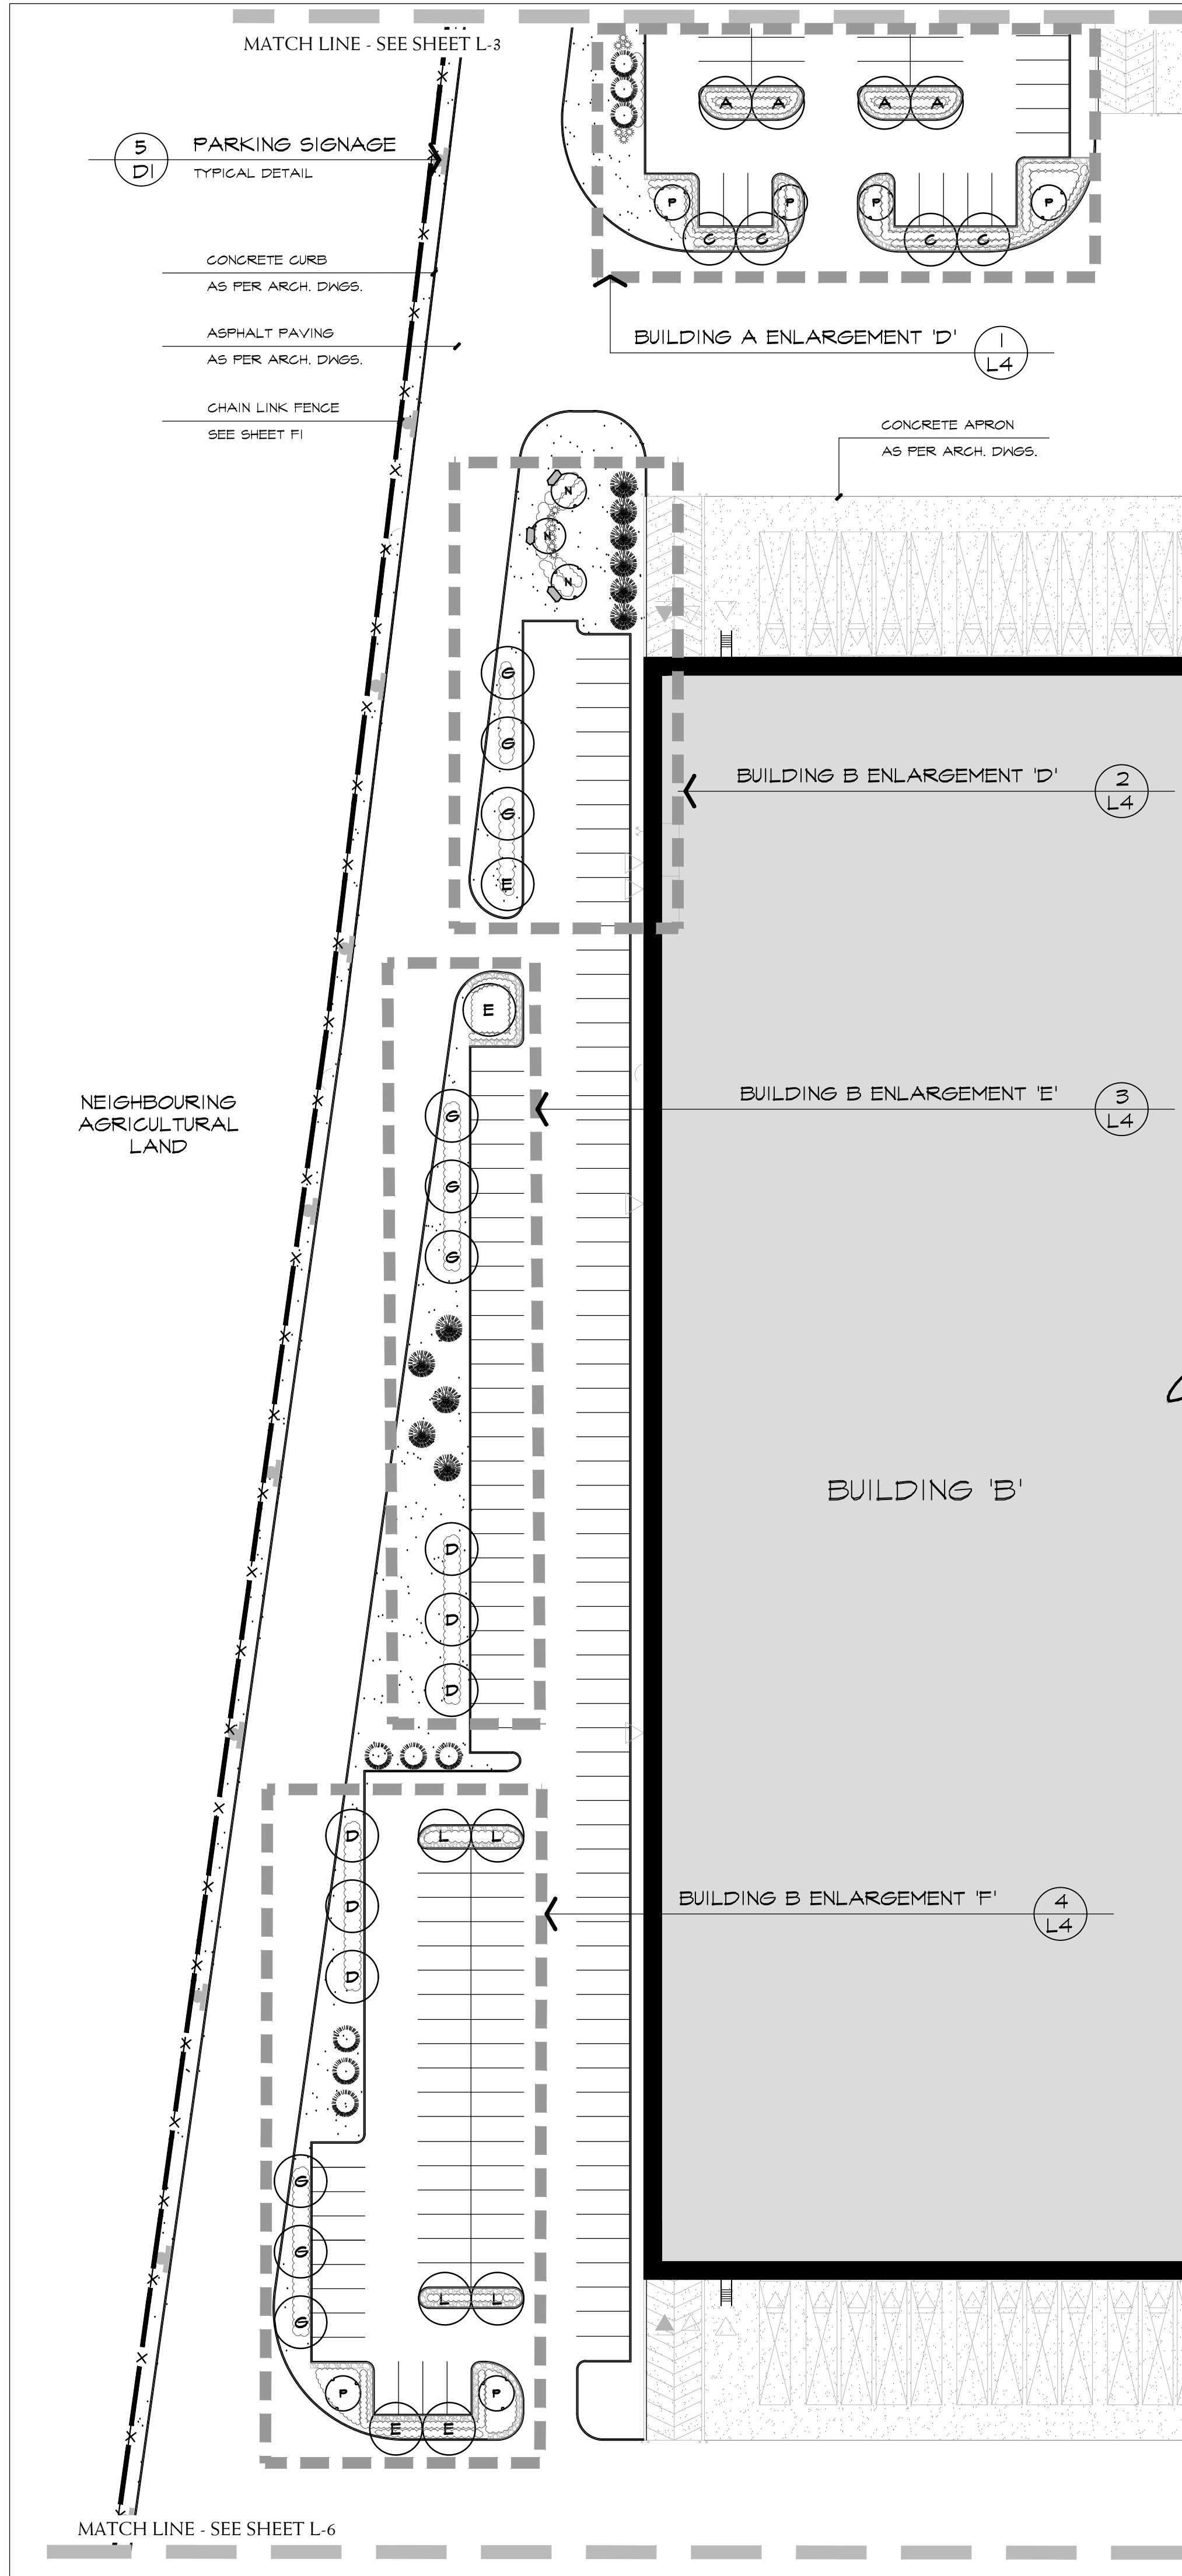 MATCH LINE - SEE SHEET L-3
A A A A
5
D1
PARKING SIGNAGE
TYPICAL DETAIL
P P P P
C C C C
CONCRETE CURB
AS PER ARCH. DWGS.
ASPHALT PAVING
AS PER ARCH. DWGS.
BUILDING A ENLARGEMENT 'D'
1
L4
CHAIN LINK FENCE
SEE SHEET F1
CONCRETE APRON
AS PER ARCH. DWGS.
N
N
N
G
G
BUILDING B ENLARGEMENT 'D'
2
L4
G
E
E
BUILDING B ENLARGEMENT 'E'
3
L4
NEIGHBOURING
AGRICULTURAL
LAND
G
G
G
BUILDING 'B'
D
D
D
D L L
D
BUILDING B ENLARGEMENT 'F'
4
L4
D
G
G
L L
G
P P
E E
MATCH LINE - SEE SHEET L-6